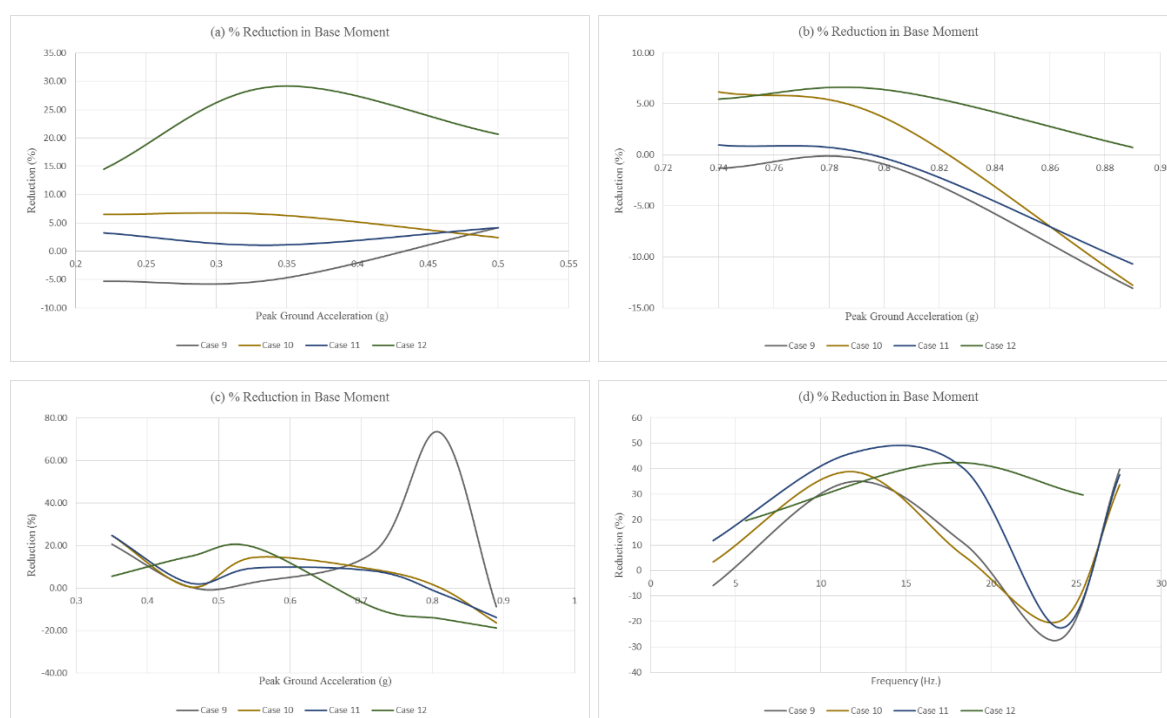 (a) % Reduction in Base Moment
35.00
30.00
25.00
20.00
15.00
10.00
5.00
0.00
-5.00
-10.00
Reduction (%)
0.2 0.25 0.3 0.35 0.4 0.45 0.5 0.55
Peak Ground Acceleration (g)
Case 9 Case 10 Case 11 Case 12
(b) % Reduction in Base Moment
10.00
5.00
0.00
-5.00
-10.00
-15.00
Reduction (%)
0.72 0.74 0.76 0.78 0.8 0.82 0.84 0.86 0.88 0.9
Peak Ground Acceleration (g)
Case 9 Case 10 Case 11 Case 12
(c) % Reduction in Base Moment
80.00
60.00
40.00
20.00
0.00
-20.00
-40.00
Reduction (%)
0.3 0.4 0.5 0.6 0.7 0.8 0.9 1
Peak Ground Acceleration (g)
Case 9 Case 10 Case 11 Case 12
(d) % Reduction in Base Moment
60
50
40
30
20
10
0
-10
-20
-30
-40
Reduction (%)
0 5 10 15 20 25 30
Frequency (Hz.)
Case 9 Case 10 Case 11 Case 12